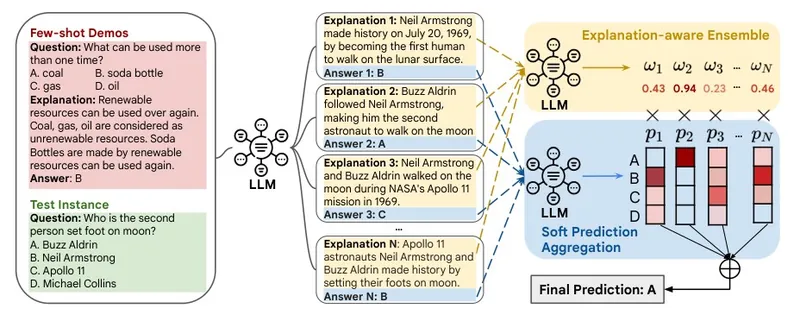 Few-shot Demos
Question: What can be used more
than one time?
A. coal B. soda bottle
C. gas D. oil
Explanation: Renewable
resources can be used over again.
Coal, gas, oil are considered as
unrenewable resources. Soda
Bottles are made by renewable
resources can be used again.
Answer: B
Test Instance
Question: Who is the second
person set foot on moon?
A. Buzz Aldrin
B. Neil Armstrong
C. Apollo 11
D. Michael Collins
LLM
Explanation 1: Neil Armstrong
made history on July 20, 1969,
by becoming the first human
to walk on the lunar surface.
Answer 1: B
Explanation 2: Buzz Aldrin
followed Neil Armstrong,
making him the second
astronaut to walk on the moon
Answer 2: A
Explanation 3: Neil Armstrong
and Buzz Aldrin walked on the
moon during NASA's Apollo 11
mission in 1969.
Answer 3: C
...
Explanation N: Apollo 11
astronauts Neil Armstrong and
Buzz Aldrin made history by
setting their foots on moon.
Answer N: B
Explanation-aware Ensemble
LLM
ω1 ω2 ω3 ... ωN
0.43 0.94 0.23 ... 0.46
× × × ×
p1 p2 p3 ... pN
A
B
C
D
LLM
Soft Prediction
Aggregation
Final Prediction: A